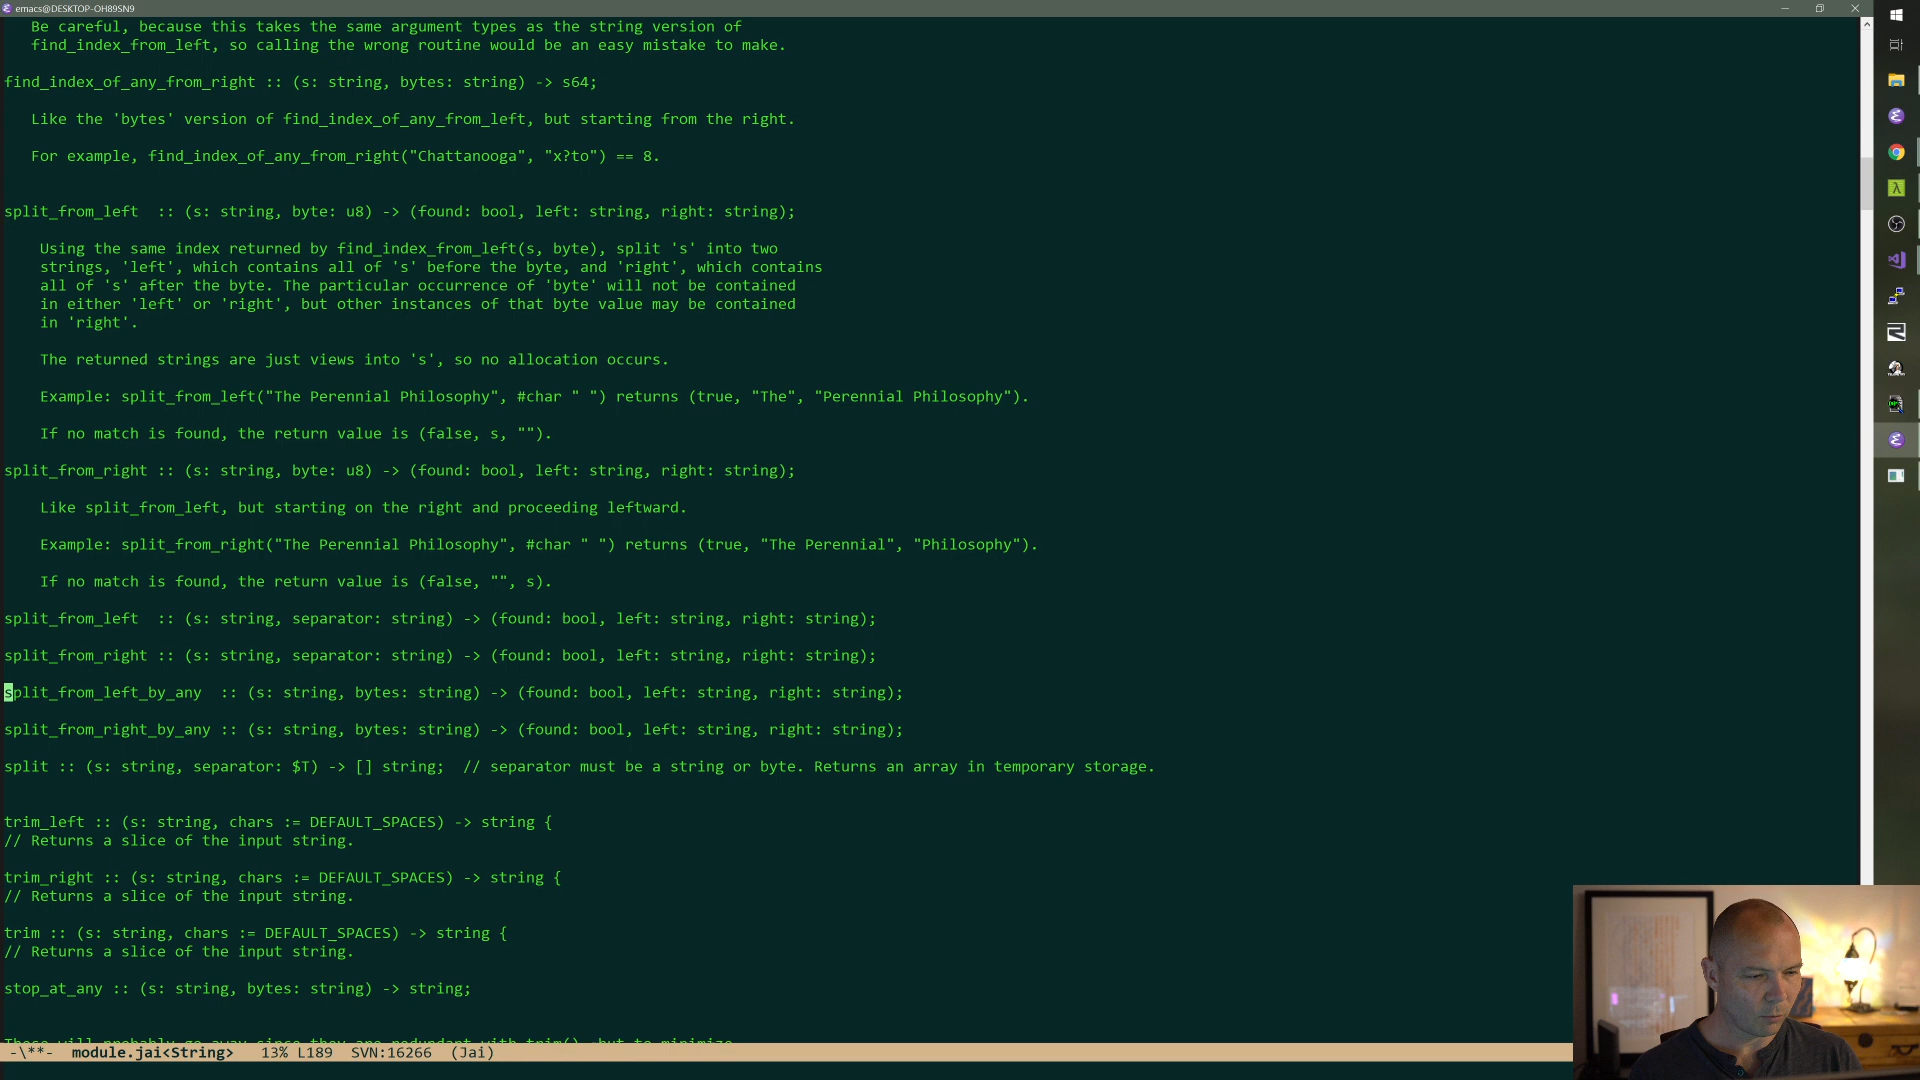 emacs@DESKTOP-OH89SN9
Be careful, because this takes the same argument types as the string version of
find_index_from_left, so calling the wrong routine would be an easy mistake to make.
find_index_of_any_from_right :: (s: string, bytes: string) -> s64;
Like the 'bytes' version of find_index_of_any_from_left, but starting from the right.
For example, find_index_of_any_from_right("Chattanooga", "x?to") == 8.
split_from_left  :: (s: string, byte: u8) -> (found: bool, left: string, right: string);
Using the same index returned by find_index_from_left(s, byte), split 's' into two
strings, 'left', which contains all of 's' before the byte, and 'right', which contains
all of 's' after the byte. The particular occurrence of 'byte' will not be contained
in either 'left' or 'right', but other instances of that byte value may be contained
in 'right'.
The returned strings are just views into 's', so no allocation occurs.
Example: split_from_left("The Perennial Philosophy", #char " ") returns (true, "The", "Perennial Philosophy").
If no match is found, the return value is (false, s, "").
split_from_right :: (s: string, byte: u8) -> (found: bool, left: string, right: string);
Like split_from_left, but starting on the right and proceeding leftward.
Example: split_from_right("The Perennial Philosophy", #char " ") returns (true, "The Perennial", "Philosophy").
If no match is found, the return value is (false, "", s).
split_from_left  :: (s: string, separator: string) -> (found: bool, left: string, right: string);
split_from_right :: (s: string, separator: string) -> (found: bool, left: string, right: string);
split_from_left_by_any  :: (s: string, bytes: string) -> (found: bool, left: string, right: string);
split_from_right_by_any :: (s: string, bytes: string) -> (found: bool, left: string, right: string);
split :: (s: string, separator: $T) -> [] string;  // separator must be a string or byte. Returns an array in temporary storage.
trim_left :: (s: string, chars := DEFAULT_SPACES) -> string {
// Returns a slice of the input string.
trim_right :: (s: string, chars := DEFAULT_SPACES) -> string {
// Returns a slice of the input string.
trim :: (s: string, chars := DEFAULT_SPACES) -> string {
// Returns a slice of the input string.
stop_at_any :: (s: string, bytes: string) -> string;
These will probably go away since they are redundant with trim(), but to minimize
-\**-  module.jai<String>   13% L189  SVN:16266  (Jai)